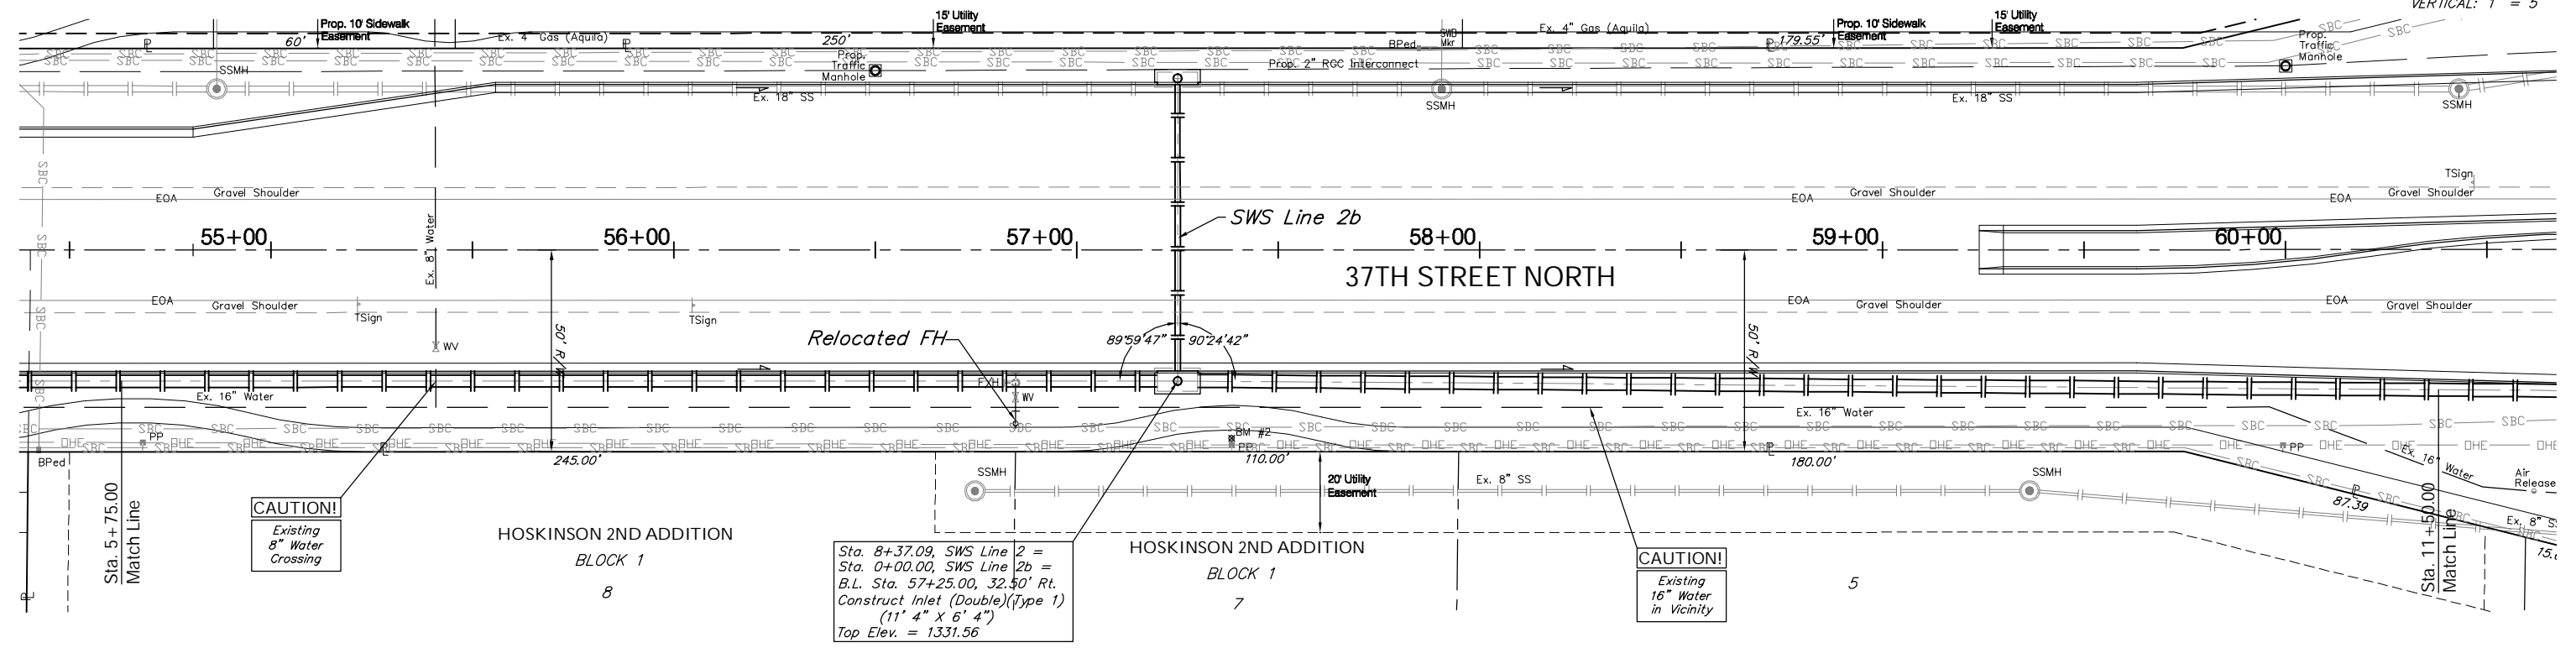 VERTICAL: 1" = 5'
Prop. 10' Sidewalk
Easement
15' Utility
Easement
Prop. 10' Sidewalk
Easement
15' Utility
Easement
60'
Ex. 4" Gas (Aquila)
250'
BPed
SWB
Mkr
Ex. 4" Gas (Aquila)
179.55'
SSMH
Prop.
Traffic
Manhole
Prop. 2" RGC Interconnect
Prop.
Traffic
Manhole
Ex. 18" SS
SSMH
Ex. 18" SS
SSMH
SBC
TSign
EOA
Gravel Shoulder
EOA
Gravel Shoulder
EOA
Gravel Shoulder
Ex. 8" Water
SWS Line 2b
55+00
56+00
57+00
58+00
59+00
60+00
37TH STREET NORTH
EOA
Gravel Shoulder
TSign
TSign
EOA
Gravel Shoulder
EOA
Gravel Shoulder
WV
50' R/W
Relocated FH
89°59'47"
90°24'42"
50' R/W
Ex. 16" Water
WV
Ex. 16" Water
SBC
OHE
PP
BM #2
PP
PP
BPed
245.00'
110.00'
180.00'
Ex. 16" Water
Air
Release
SSMH
20' Utility
Easement
Ex. 8" SS
SSMH
87.39
Ex. 8" S
Sta. 5+75.00
Match Line
CAUTION!
Existing
8" Water
Crossing
HOSKINSON 2ND ADDITION
BLOCK 1
8
Sta. 8+37.09, SWS Line 2 =
Sta. 0+00.00, SWS Line 2b =
B.L. Sta. 57+25.00, 32.50' Rt.
Construct Inlet (Double)(Type 1)
(11' 4" X 6' 4")
Top Elev. = 1331.56
HOSKINSON 2ND ADDITION
BLOCK 1
7
CAUTION!
Existing
16" Water
in Vicinity
5
Sta. 11+50.00
Match Line